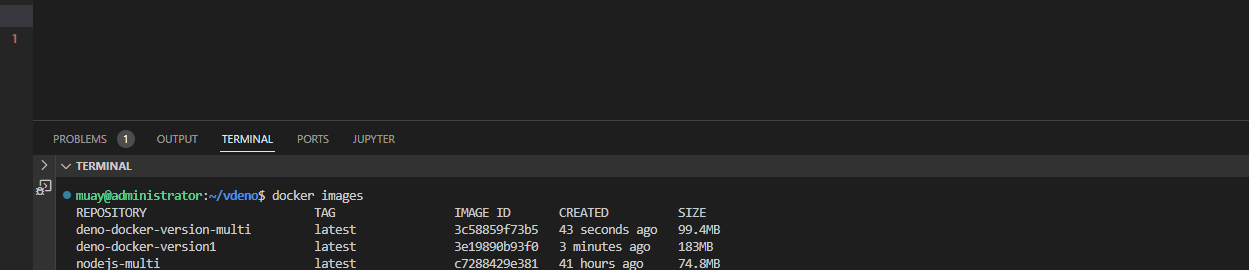 1
PROBLEMS 1 OUTPUT TERMINAL PORTS JUPYTER
TERMINAL
muay@administrator:~/vdeno$ docker images
REPOSITORY TAG IMAGE ID CREATED SIZE
deno-docker-version-multi latest 3c58859f73b5 43 seconds ago 99.4MB
deno-docker-version1 latest 3e19890b93f0 3 minutes ago 183MB
nodejs-multi latest c7288429e381 41 hours ago 74.8MB